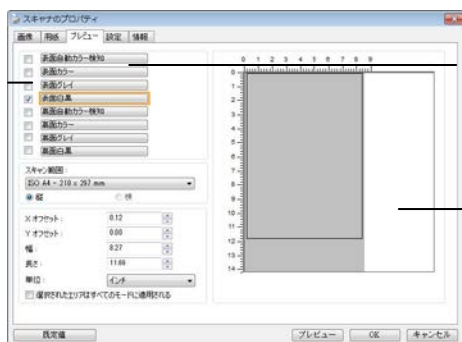 スキャナのプロパティ
画像 用紙 プレビュー 設定 情報
表面自動カラー検知
表面カラー
表面グレイ
表面白黒
裏面自動カラー検知
裏面カラー
裏面グレイ
裏面白黒
スキャン範囲:
ISO A4 - 210 x 297 mm
縦 横
X オフセット: 0.12
Y オフセット: 0.00
幅: 8.27
長さ: 11.66
単位: インチ
選択されたエリアはすべてのモードに適用される
0 1 2 3 4 5 6 7 8 9
0
1
2
3
4
5
6
7
8
9
10
11
12
13
14
既定値 プレビュー OK キャンセル